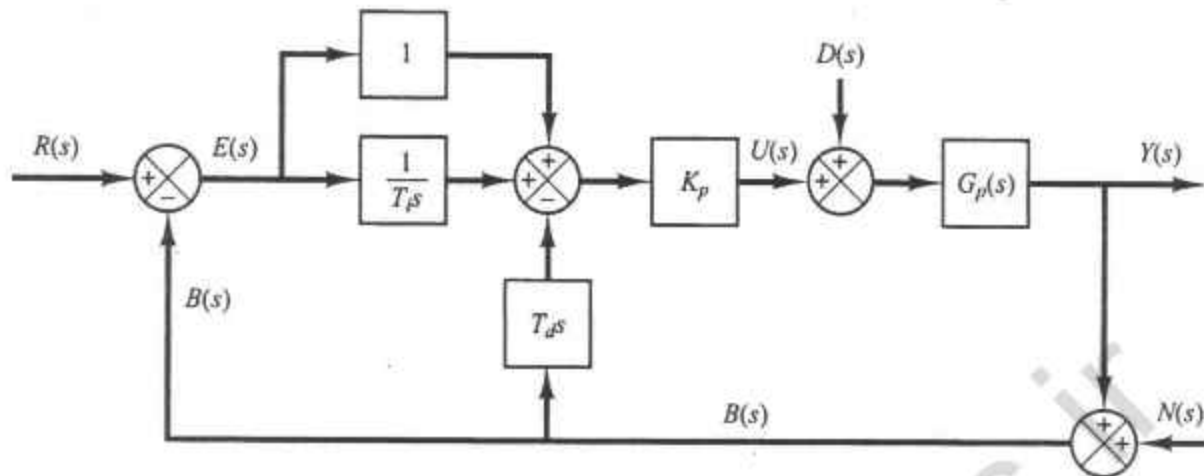 1
D(s)
R(s)
+
−
E(s)
1
T_i s
+
+
−
K_p
U(s)
+
+
G_p(s)
Y(s)
B(s)
T_d s
B(s)
+
+
N(s)